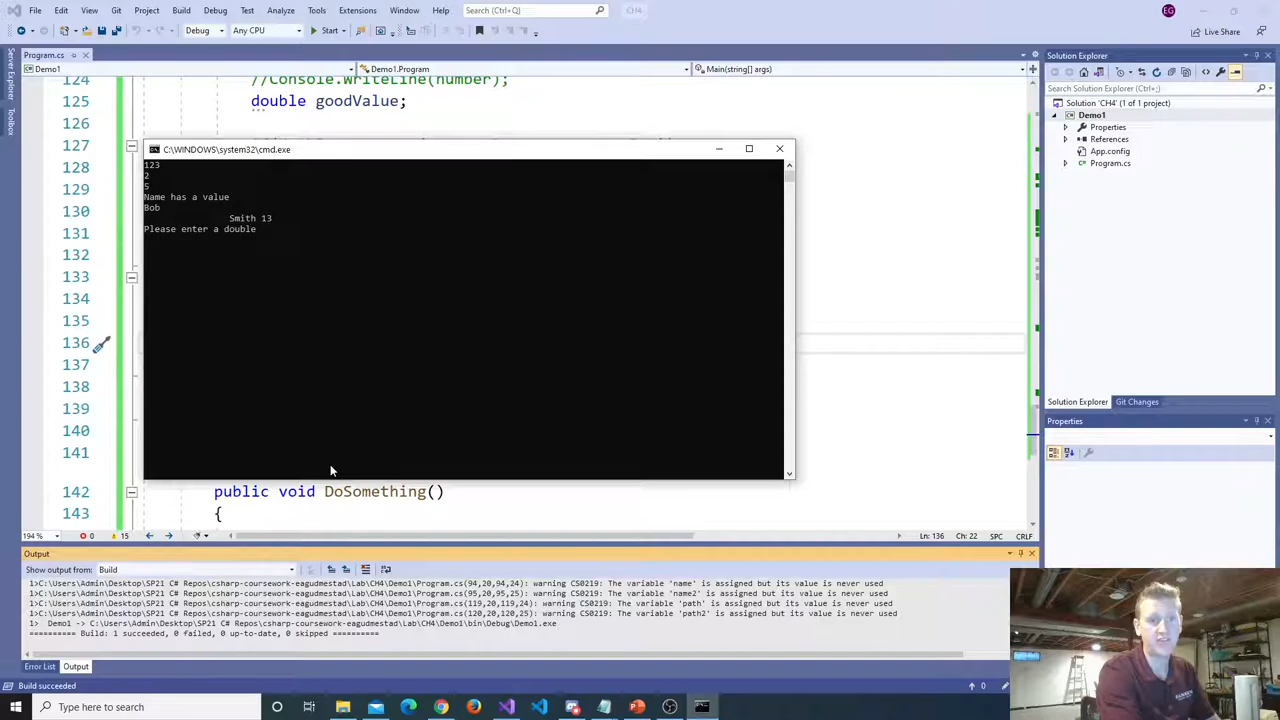 File Edit View Git Project Build Debug Test Analyze Tools Extensions Window Help Search (Ctrl+Q) CH4 EG
Debug Any CPU Start Live Share
Program.cs
Demo1 Demo1.Program Main(string[] args)
124 //Console.WriteLine(number);
125 double goodValue;
126
127
128
129
130
131
132
133
134
135
136
137
138
139
140
141
142 public void DoSomething()
143 {
C:\WINDOWS\system32\cmd.exe
123
2
5
Name has a value
Bob
Smith 13
Please enter a double
194 % 0 15 Ln: 136 Ch: 22 SPC CRLF
Server Explorer
Toolbox
Solution Explorer
Search Solution Explorer (Ctrl+;)
Solution 'CH4' (1 of 1 project)
Demo1
Properties
References
App.config
Program.cs
Solution Explorer Git Changes
Properties
Output
Show output from: Build
1>C:\Users\Admin\Desktop\SP21 C# Repos\csharp-coursework-eagudmestad\Lab\CH4\Demo1\Program.cs(94,20,94,24): warning CS0219: The variable 'name' is assigned but its value is never used
1>C:\Users\Admin\Desktop\SP21 C# Repos\csharp-coursework-eagudmestad\Lab\CH4\Demo1\Program.cs(95,20,95,25): warning CS0219: The variable 'name2' is assigned but its value is never used
1>C:\Users\Admin\Desktop\SP21 C# Repos\csharp-coursework-eagudmestad\Lab\CH4\Demo1\Program.cs(119,20,119,24): warning CS0219: The variable 'path' is assigned but its value is never used
1>C:\Users\Admin\Desktop\SP21 C# Repos\csharp-coursework-eagudmestad\Lab\CH4\Demo1\Program.cs(120,20,120,25): warning CS0219: The variable 'path2' is assigned but its value is never used
1> Demo1 -> C:\Users\Admin\Desktop\SP21 C# Repos\csharp-coursework-eagudmestad\Lab\CH4\Demo1\bin\Debug\Demo1.exe
========== Build: 1 succeeded, 0 failed, 0 up-to-date, 0 skipped ==========
Error List Output
Build succeeded 0
Type here to search